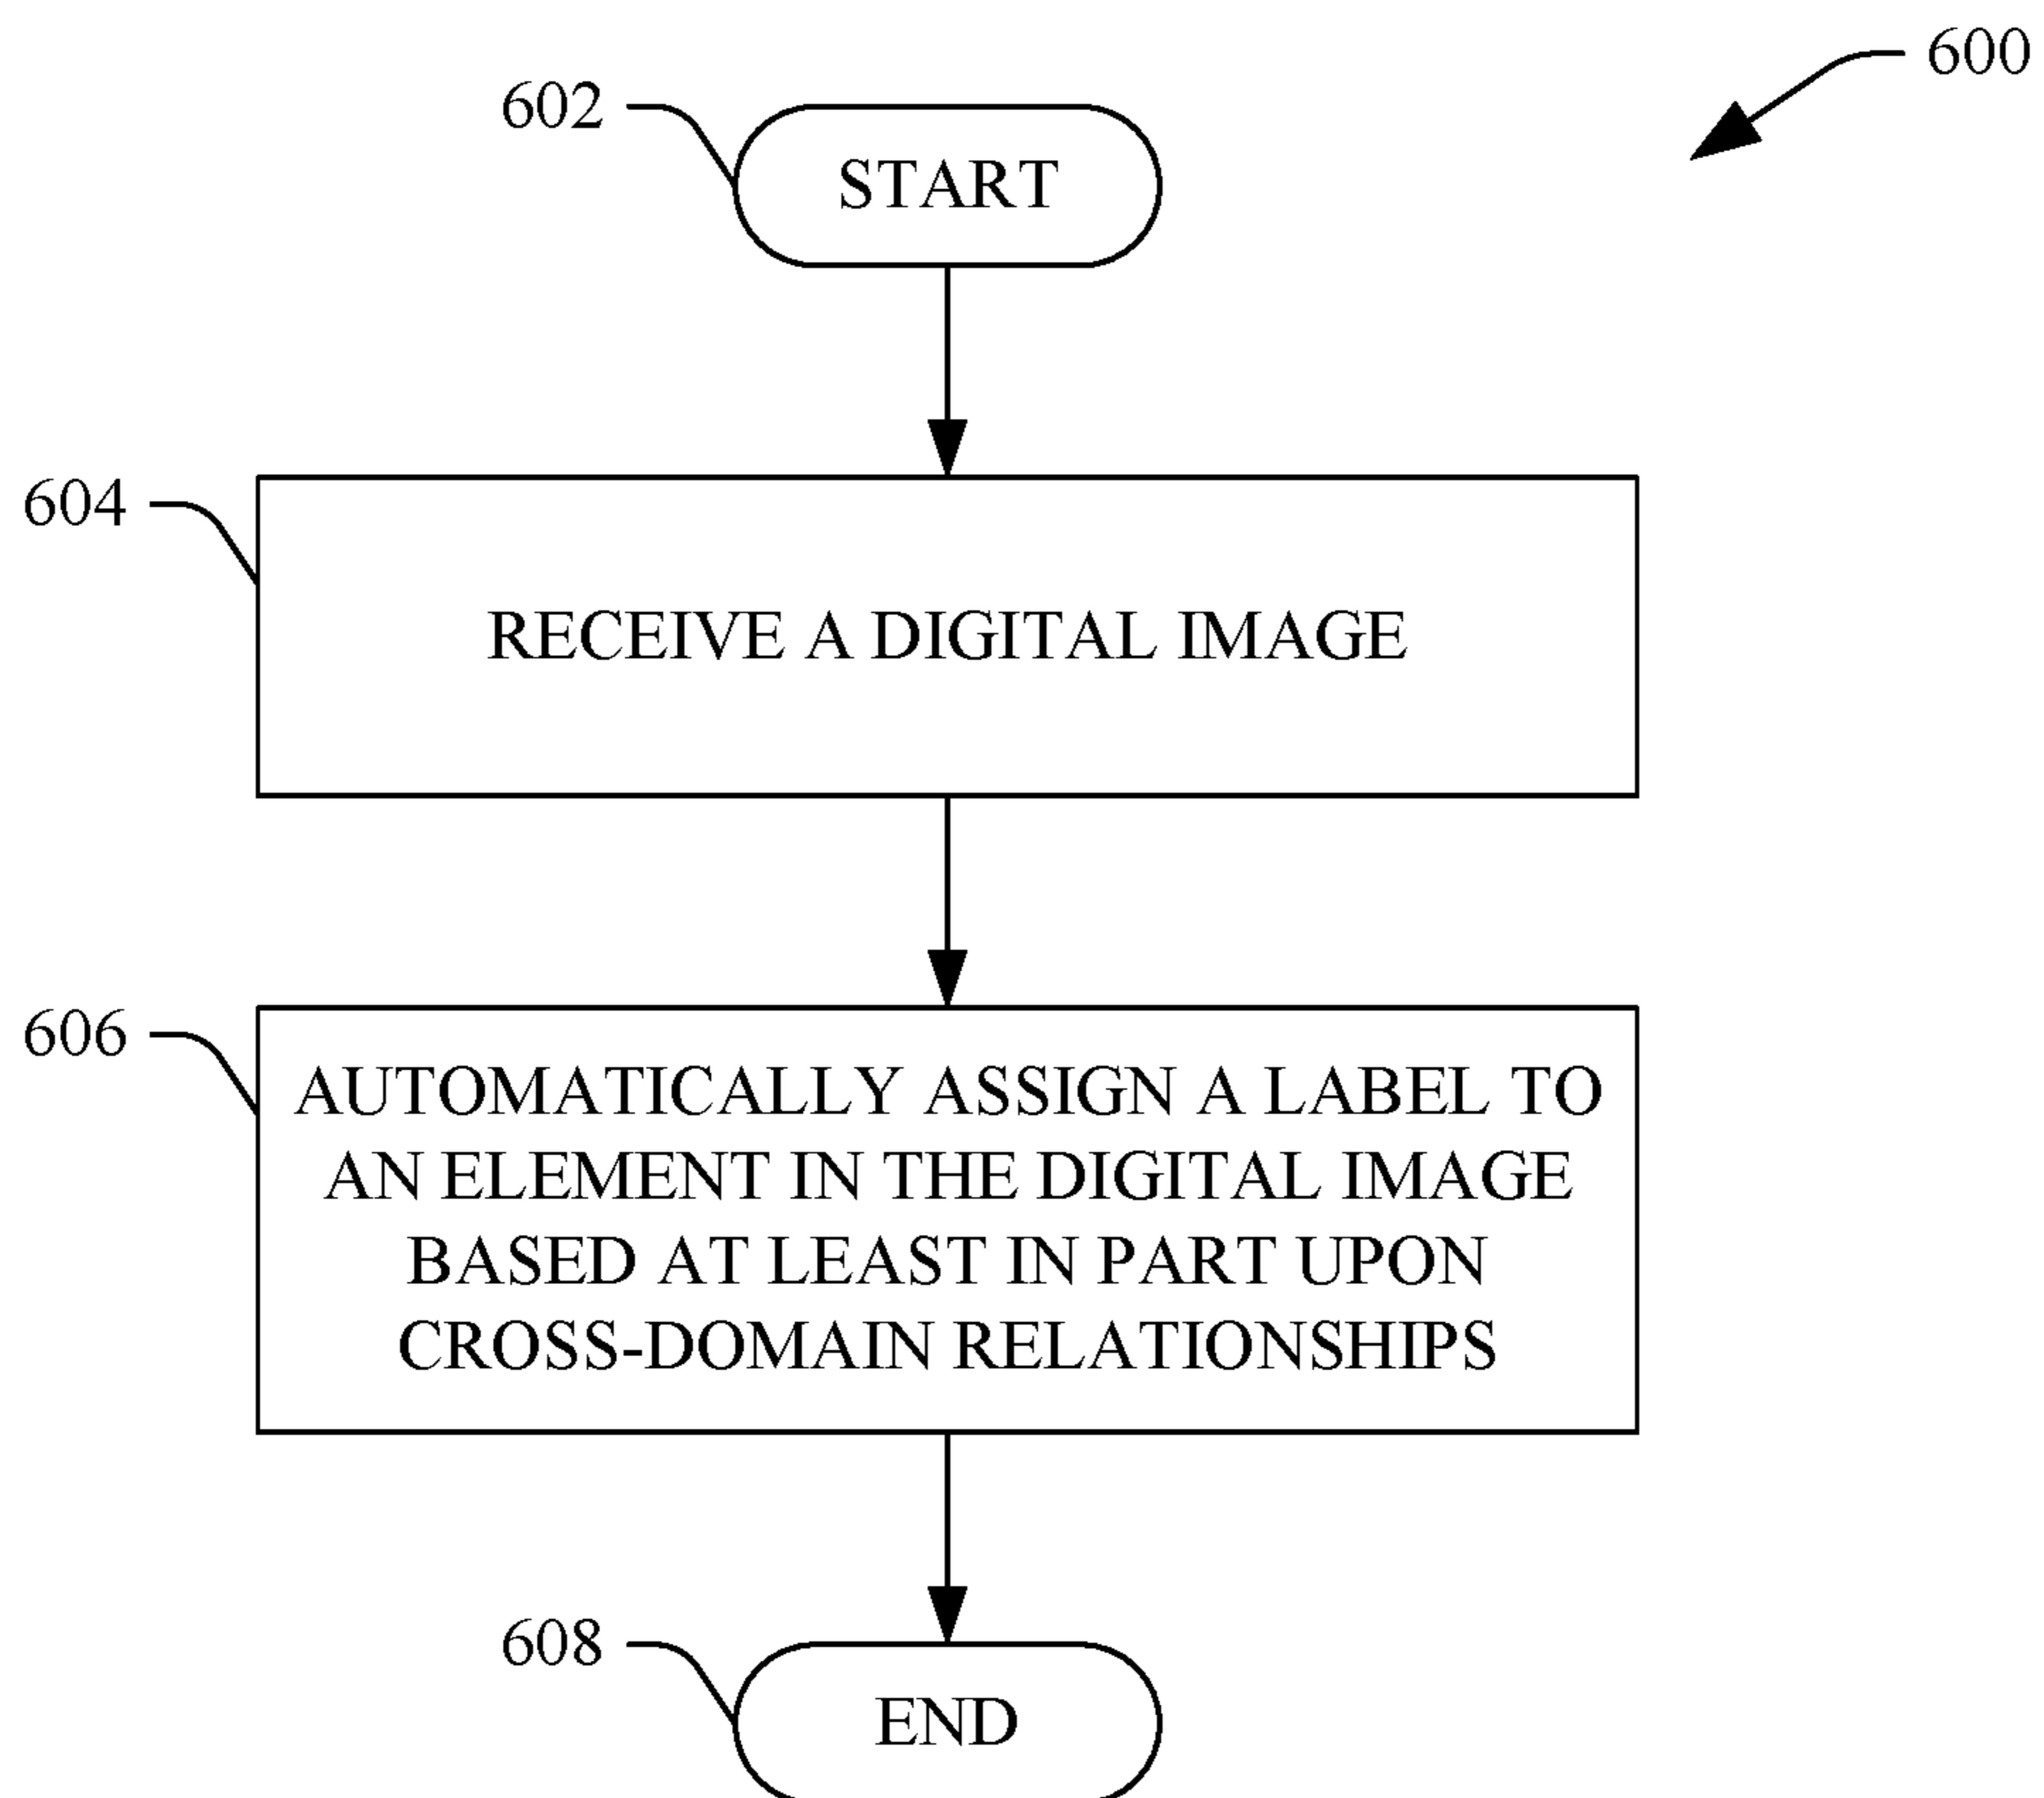 600
602
START
604
RECEIVE A DIGITAL IMAGE
606
AUTOMATICALLY ASSIGN A LABEL TO
AN ELEMENT IN THE DIGITAL IMAGE
BASED AT LEAST IN PART UPON
CROSS-DOMAIN RELATIONSHIPS
608
END